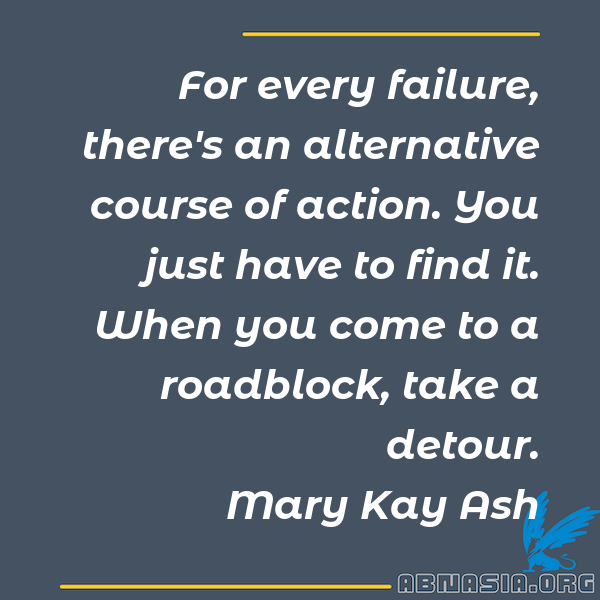 For every failure,
there's an alternative
course of action. You
just have to find it.
When you come to a
roadblock, take a
detour.
Mary Kay Ash
ABNASIA.ORG